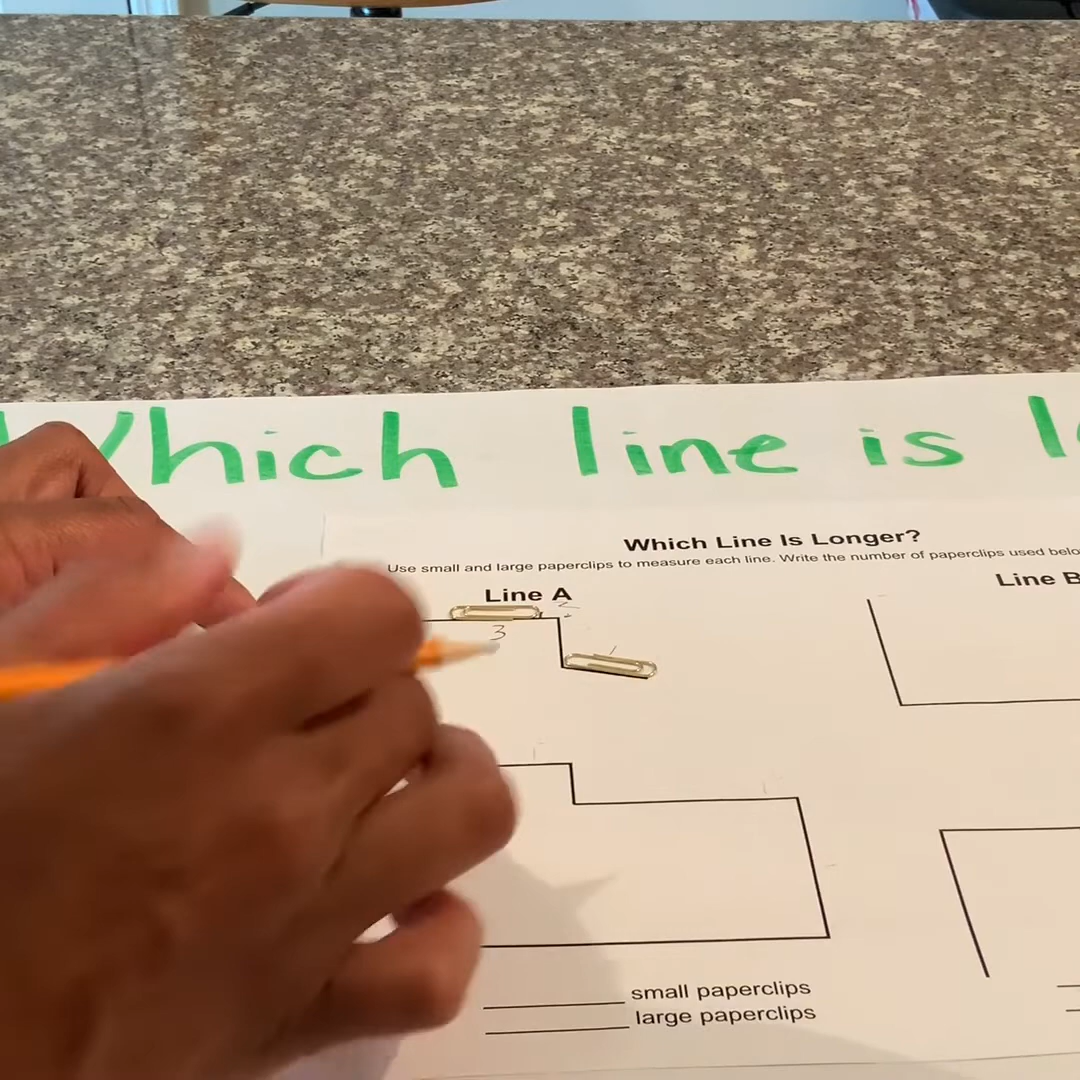 Which line is
Which Line Is Longer?
Use small and large paperclips to measure each line. Write the number of paperclips used
Line A
Line B
2
3
1
small paperclips
large paperclips